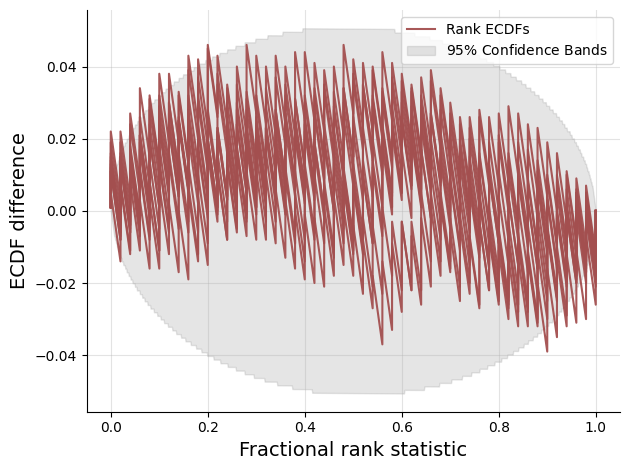 Rank ECDFs
95% Confidence Bands
0.04
0.02
0.00
−0.02
−0.04
ECDF difference
0.0
0.2
0.4
0.6
0.8
1.0
Fractional rank statistic